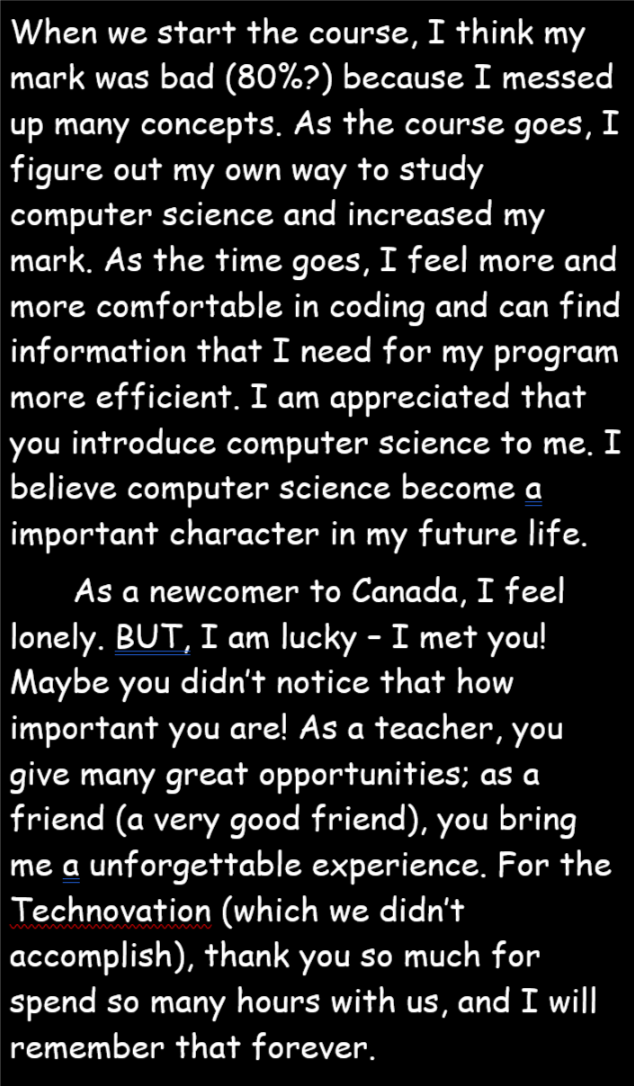 When we start the course, I think my
mark was bad (80%?) because I messed
up many concepts. As the course goes, I
figure out my own way to study
computer science and increased my
mark. As the time goes, I feel more and
more comfortable in coding and can find
information that I need for my program
more efficient. I am appreciated that
you introduce computer science to me. I
believe computer science become a
important character in my future life.
As a newcomer to Canada, I feel
lonely. BUT, I am lucky – I met you!
Maybe you didn't notice that how
important you are! As a teacher, you
give many great opportunities; as a
friend (a very good friend), you bring
me a unforgettable experience. For the
Technovation (which we didn't
accomplish), thank you so much for
spend so many hours with us, and I will
remember that forever.